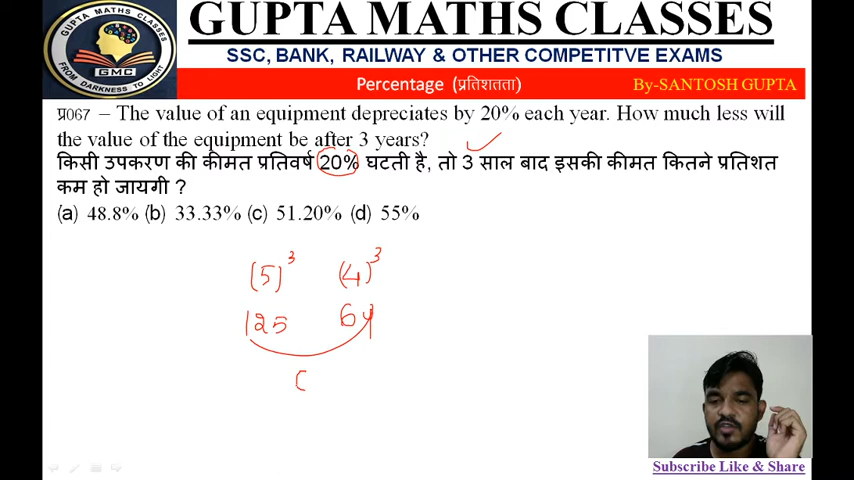 GUPTA MATHS CLASSES
GUPTA MATHS CLASSES
GMC
FROM DARKNESS TO LIGHT
SSC, BANK, RAILWAY & OTHER COMPETITVE EXAMS
Percentage (प्रतिशतता) By-SANTOSH GUPTA
प्र067 – The value of an equipment depreciates by 20% each year. How much less will
the value of the equipment be after 3 years?
किसी उपकरण की कीमत प्रतिवर्ष 20% घटती है, तो 3 साल बाद इसकी कीमत कितने प्रतिशत
कम हो जायगी ?
(a) 48.8% (b) 33.33% (c) 51.20% (d) 55%
(5)³ (4)³
125 64
Subscribe Like & Share